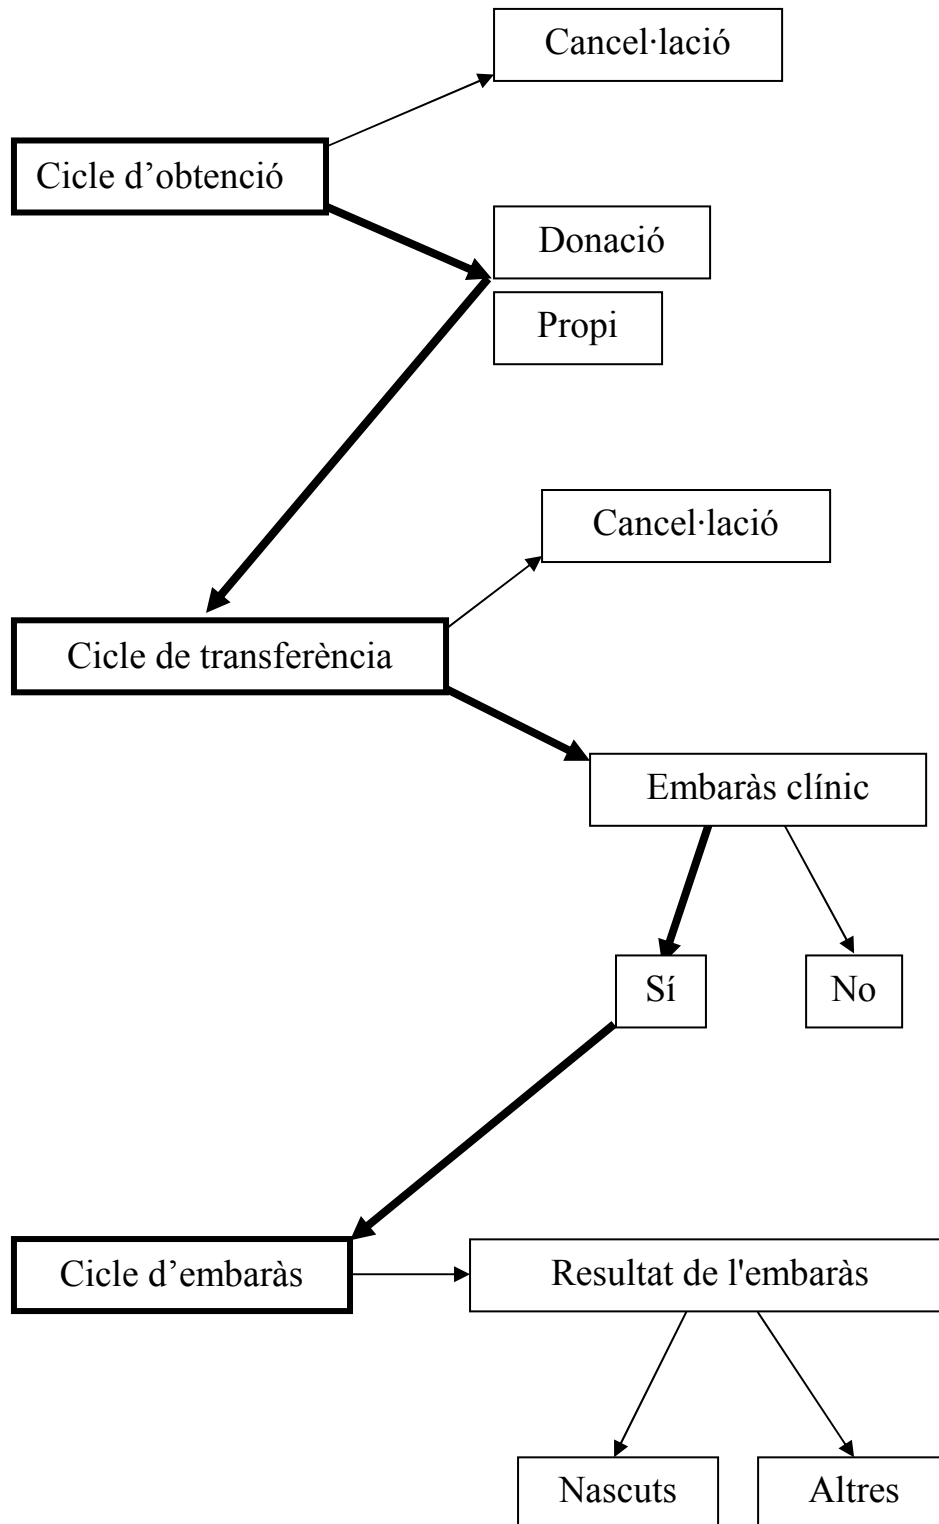 Cancel·lació
Cicle d’obtenció
Donació
Propi
Cancel·lació
Cicle de transferència
Embaràs clínic
Sí
No
Cicle d’embaràs
Resultat de l'embaràs
Nascuts
Altres